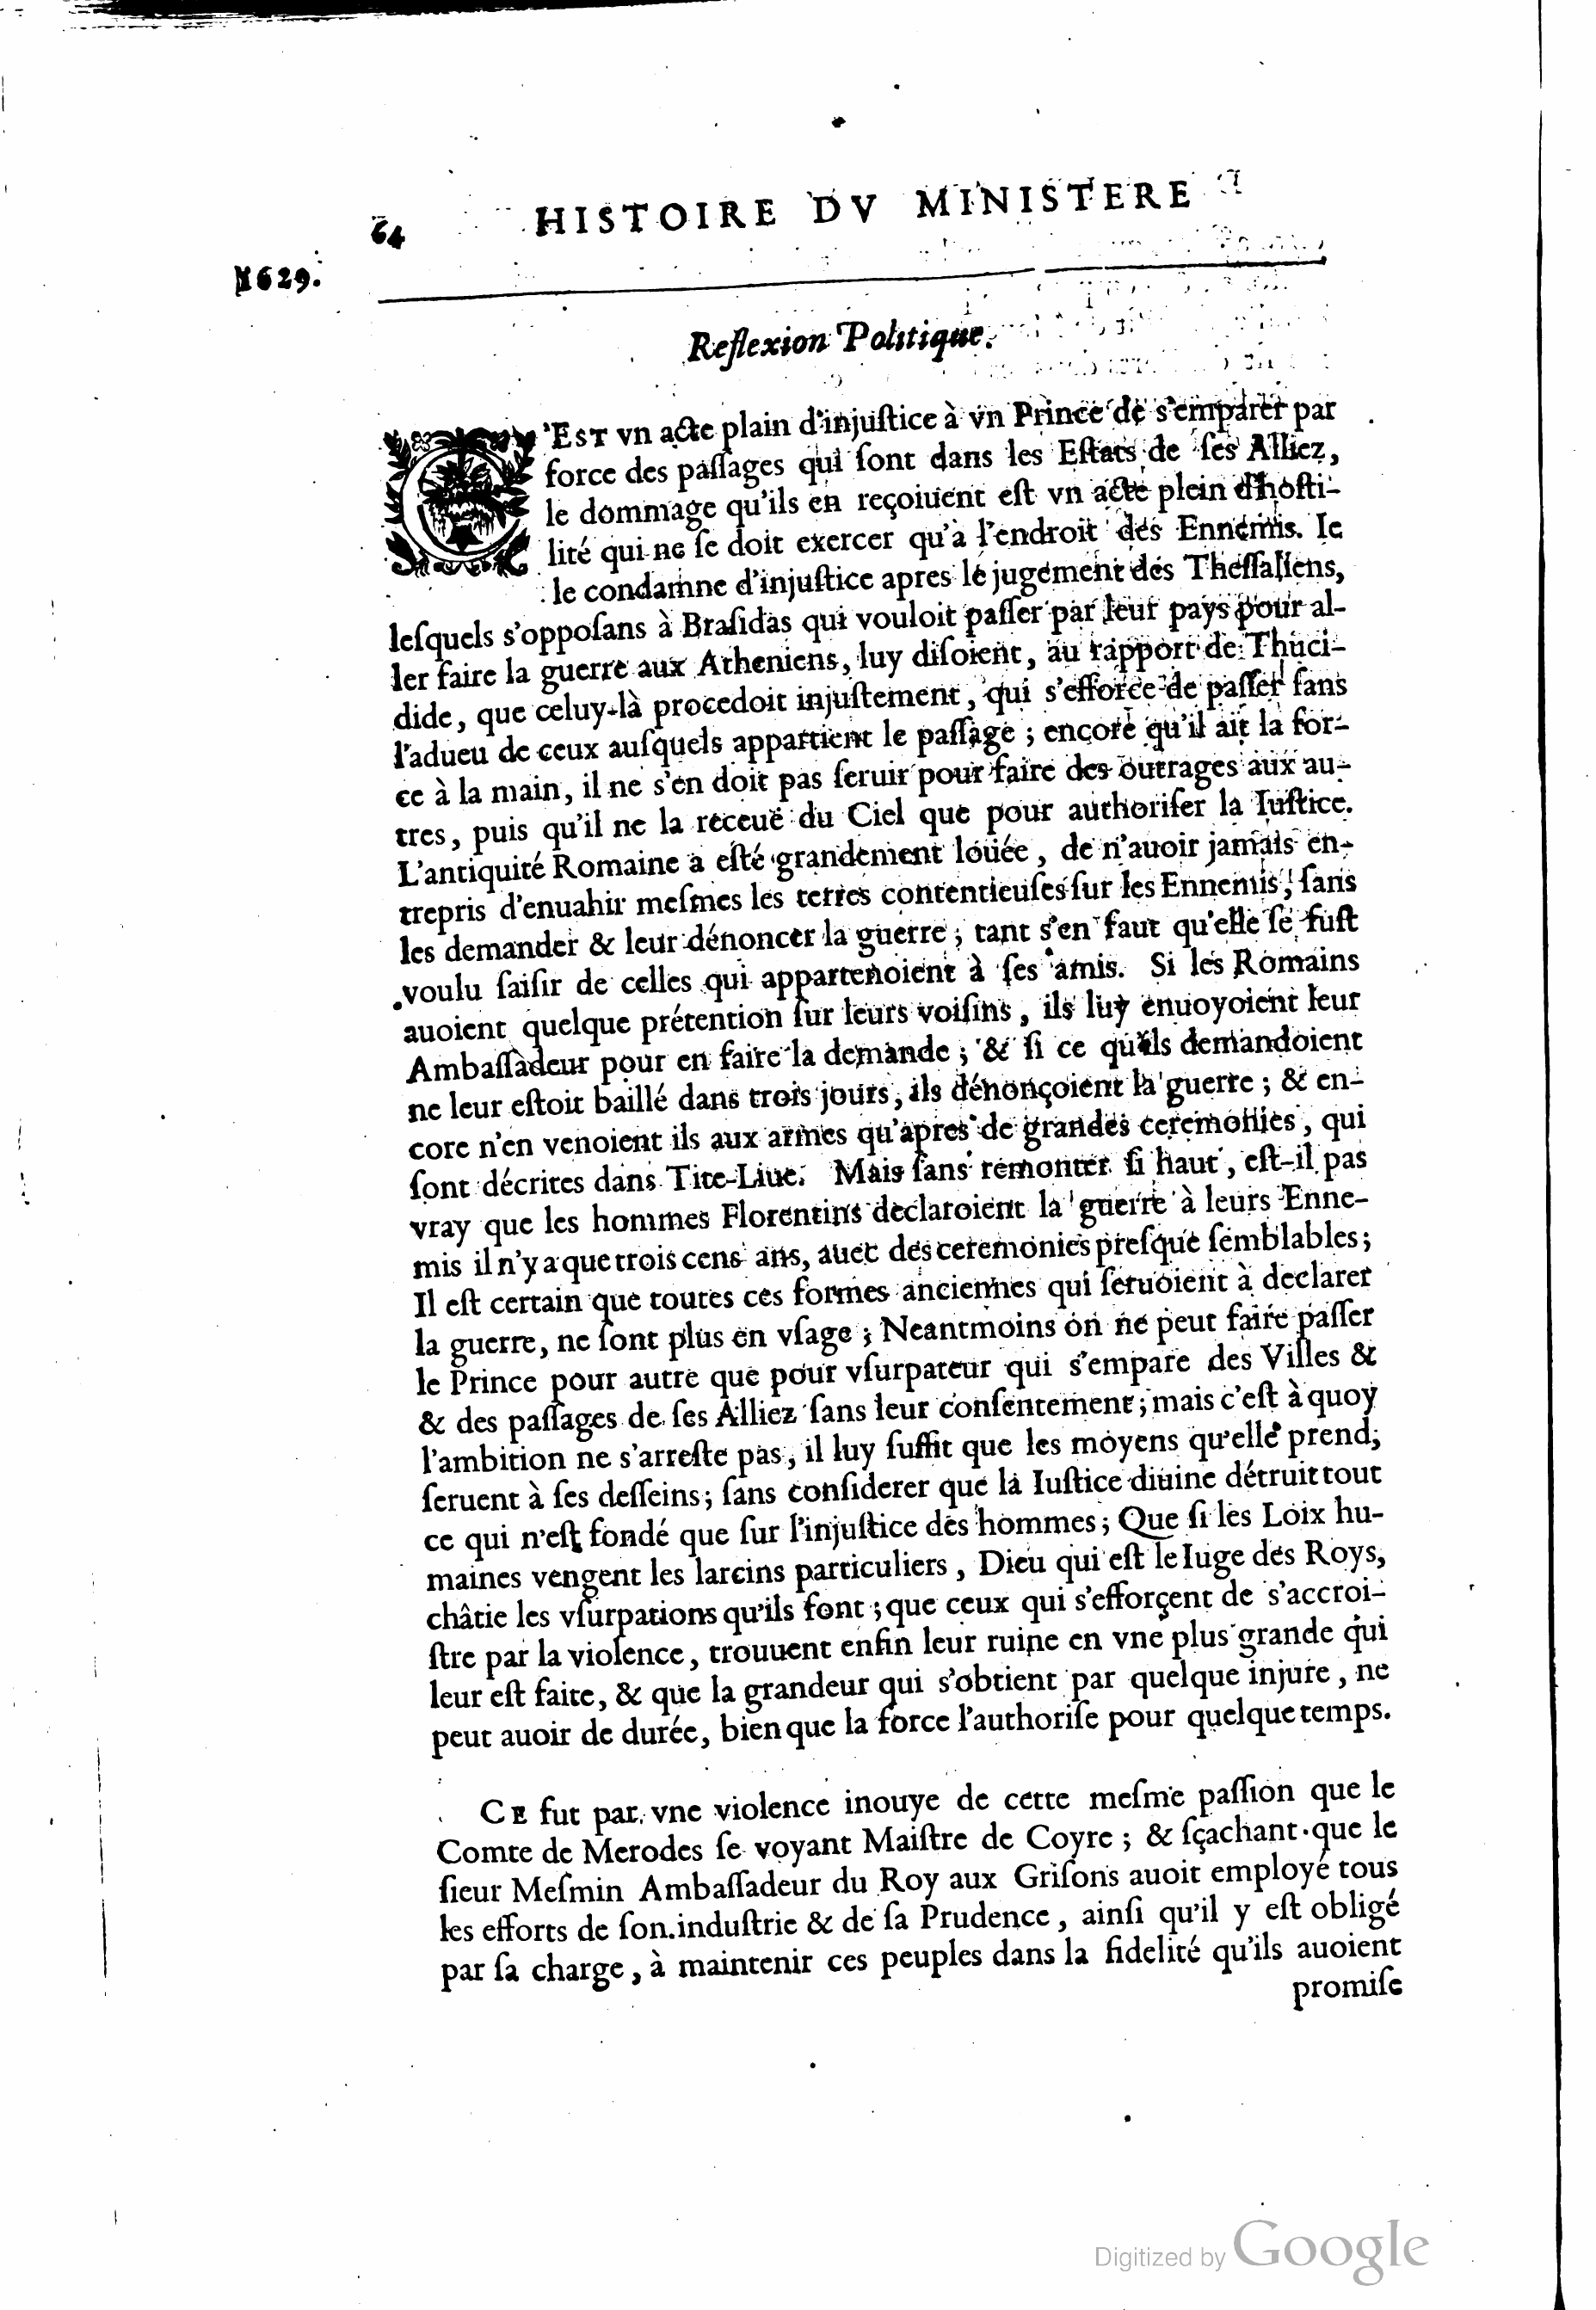 64 HISTOIRE DV MINISTERE
1629.
Reflexion Politique.
C'EST vn acte plain d'injuſtice à vn Prince de s'emparer par
force des paſſages qui ſont dans les Eſtats de ſes Alliez,
le dommage qu'ils en reçoiuent eſt vn acte plein d'hoſti-
lité qui ne ſe doit exercer qu'à l'endroit des Ennemis. Ie
le condamne d'injuſtice apres le jugement des Theſſaliens,
leſquels s'oppoſans à Braſidas qui vouloit paſſer par leur pays pour al-
ler faire la guerre aux Atheniens, luy diſoient, au rapport de Thuci-
dide, que celuy-là procedoit injuſtement, qui s'efforce de paſſer ſans
l'adueu de ceux auſquels appartient le paſſage ; encore qu'il ait la for-
ce à la main, il ne s'en doit pas ſeruir pour faire des outrages aux au-
tres, puis qu'il ne la receuë du Ciel que pour authoriſer la Iuſtice.
L'antiquité Romaine a eſté grandement loüée, de n'auoir jamais en-
trepris d'enuahir meſmes les terres contentieuſes ſur les Ennemis, ſans
les demander & leur dénoncer la guerre ; tant s'en faut qu'elle ſe fuſt
voulu ſaiſir de celles qui appartenoient à ſes amis. Si les Romains
auoient quelque prétention ſur leurs voiſins, ils luy enuoyoient leur
Ambaſſadeur pour en faire la demande ; & ſi ce qu'ils demandoient
ne leur eſtoit baillé dans trois jours, ils dénonçoient la guerre ; & en-
core n'en venoient ils aux armes qu'apres de grandes ceremonies, qui
ſont décrites dans Tite-Liue. Mais ſans remonter ſi haut, eſt-il pas
vray que les hommes Florentins declaroient la guerre à leurs Enne-
mis il n'y a que trois cens ans, auec des ceremonies preſque ſemblables ;
Il eſt certain que toutes ces formes anciennes qui ſeruoient à declarer
la guerre, ne ſont plus en vſage ; Neantmoins on ne peut faire paſſer
le Prince pour autre que pour vſurpateur qui s'empare des Villes &
& des paſſages de ſes Alliez ſans leur conſentement ; mais c'eſt à quoy
l'ambition ne s'arreſte pas, il luy ſuffit que les moyens qu'elle prend,
ſeruent à ſes deſſeins ; ſans conſiderer que la Iuſtice diuine détruit tout
ce qui n'eſt fondé que ſur l'injuſtice des hommes ; Que ſi les Loix hu-
maines vengent les larcins particuliers, Dieu qui eſt le Iuge des Roys,
châtie les vſurpations qu'ils font ; que ceux qui s'efforçent de s'accroi-
ſtre par la violence, trouuent enfin leur ruine en vne plus grande qui
leur eſt faite, & que la grandeur qui s'obtient par quelque injure, ne
peut auoir de durée, bien que la force l'authoriſe pour quelque temps.
CE fut par vne violence inouye de cette meſme paſſion que le
Comte de Merodes ſe voyant Maiſtre de Coyre ; & ſçachant que le
ſieur Meſmin Ambaſſadeur du Roy aux Griſons auoit employé tous
les efforts de ſon induſtrie & de ſa Prudence, ainſi qu'il y eſt obligé
par ſa charge, à maintenir ces peuples dans la fidelité qu'ils auoient
promiſe
Digitized by Google